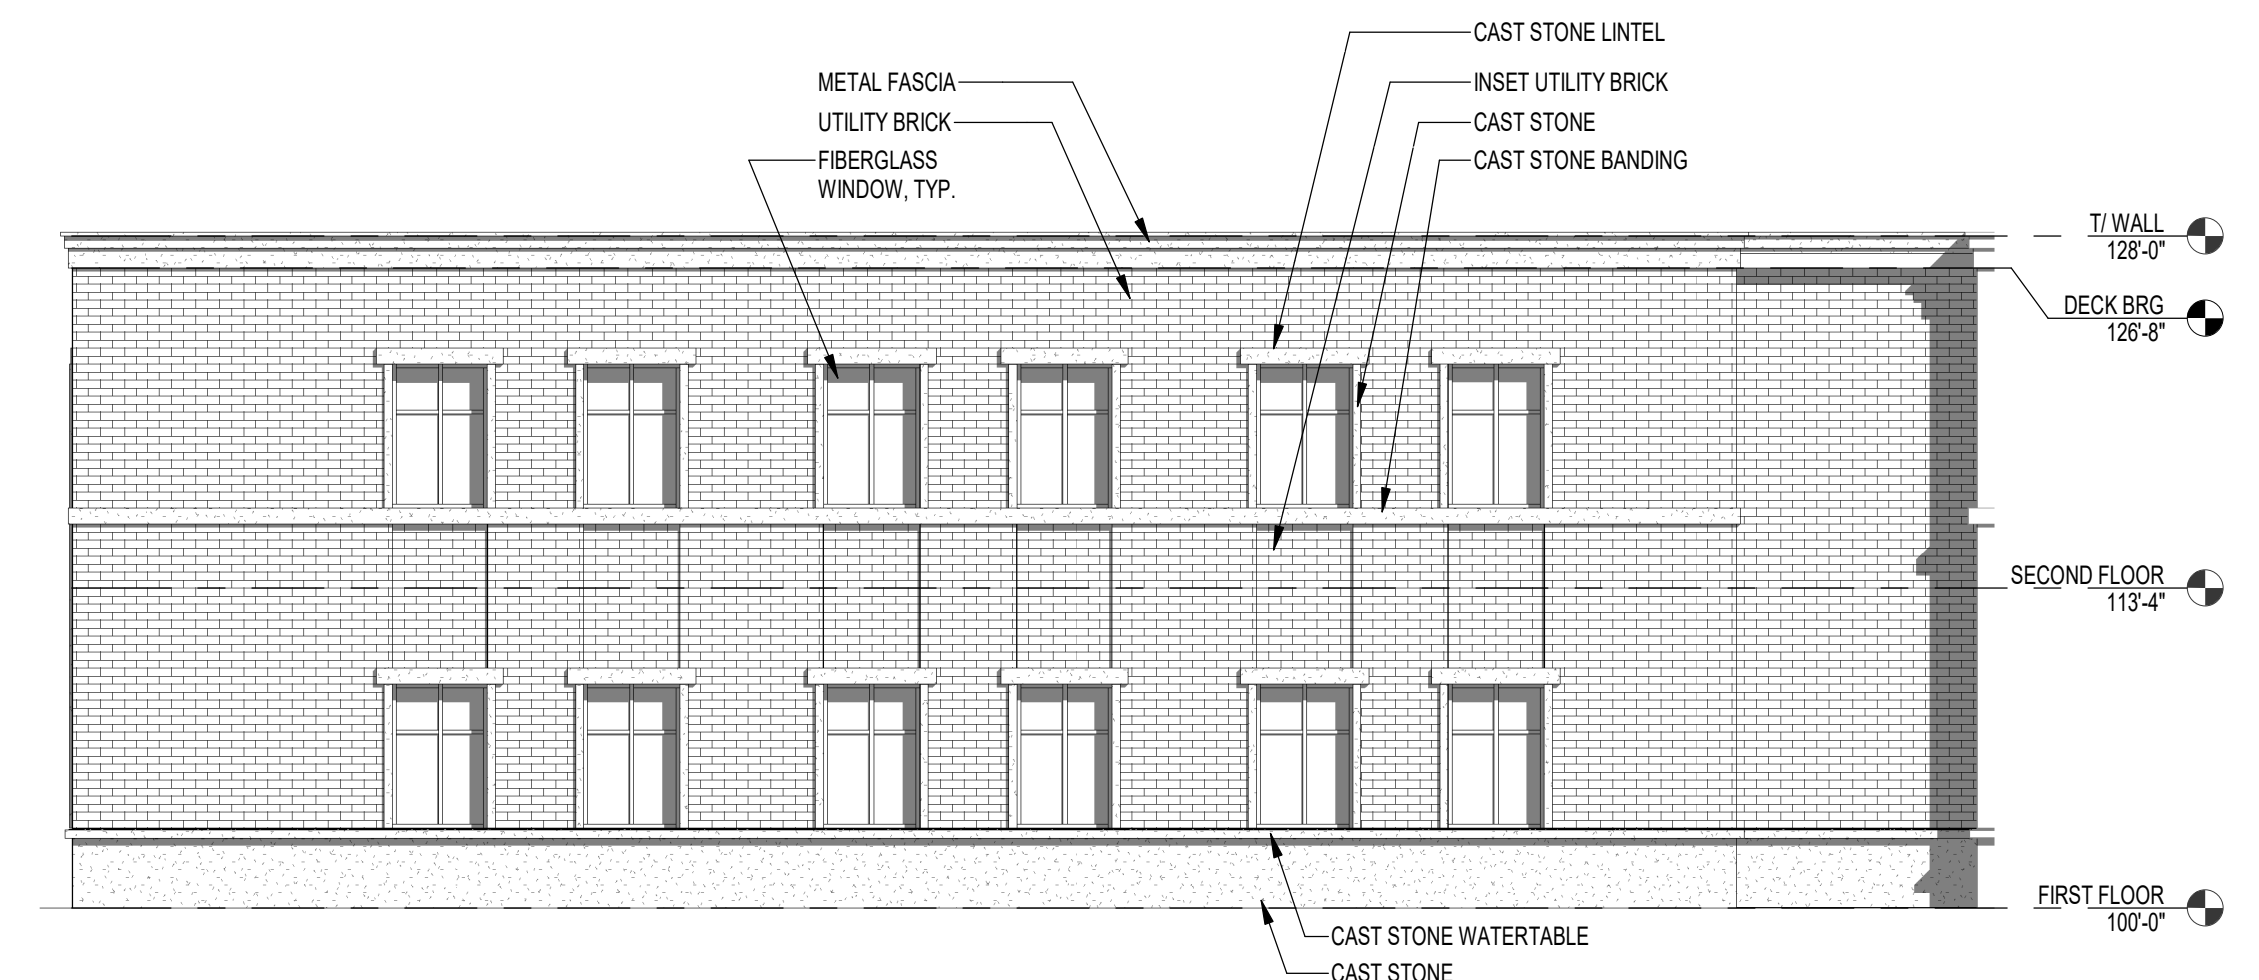 CAST STONE LINTEL
METAL FASCIA
INSET UTILITY BRICK
UTILITY BRICK
CAST STONE
FIBERGLASS
WINDOW, TYP.
CAST STONE BANDING
T/ WALL
128'-0"
DECK BRG
126'-8"
SECOND FLOOR
113'-4"
FIRST FLOOR
100'-0"
CAST STONE WATERTABLE
CAST STONE